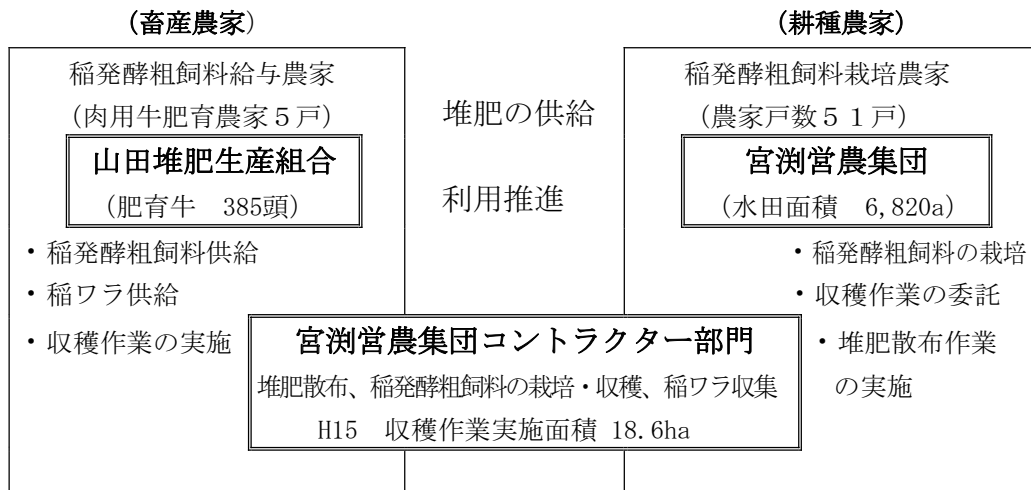 (畜産農家)
稲発酵粗飼料給与農家
(肉用牛肥育農家5戸)
山田堆肥生産組合
(肥育牛　385頭)
・稲発酵粗飼料供給
・稲ワラ供給
・収穫作業の実施
堆肥の供給
利用推進
(耕種農家)
稲発酵粗飼料栽培農家
(農家戸数５１戸)
宮渕営農集団
(水田面積　6,820a)
・稲発酵粗飼料の栽培
・収穫作業の委託
・堆肥散布作業
の実施
宮渕営農集団コントラクター部門
堆肥散布、稲発酵粗飼料の栽培・収穫、稲ワラ収集
H15　収穫作業実施面積 18.6ha